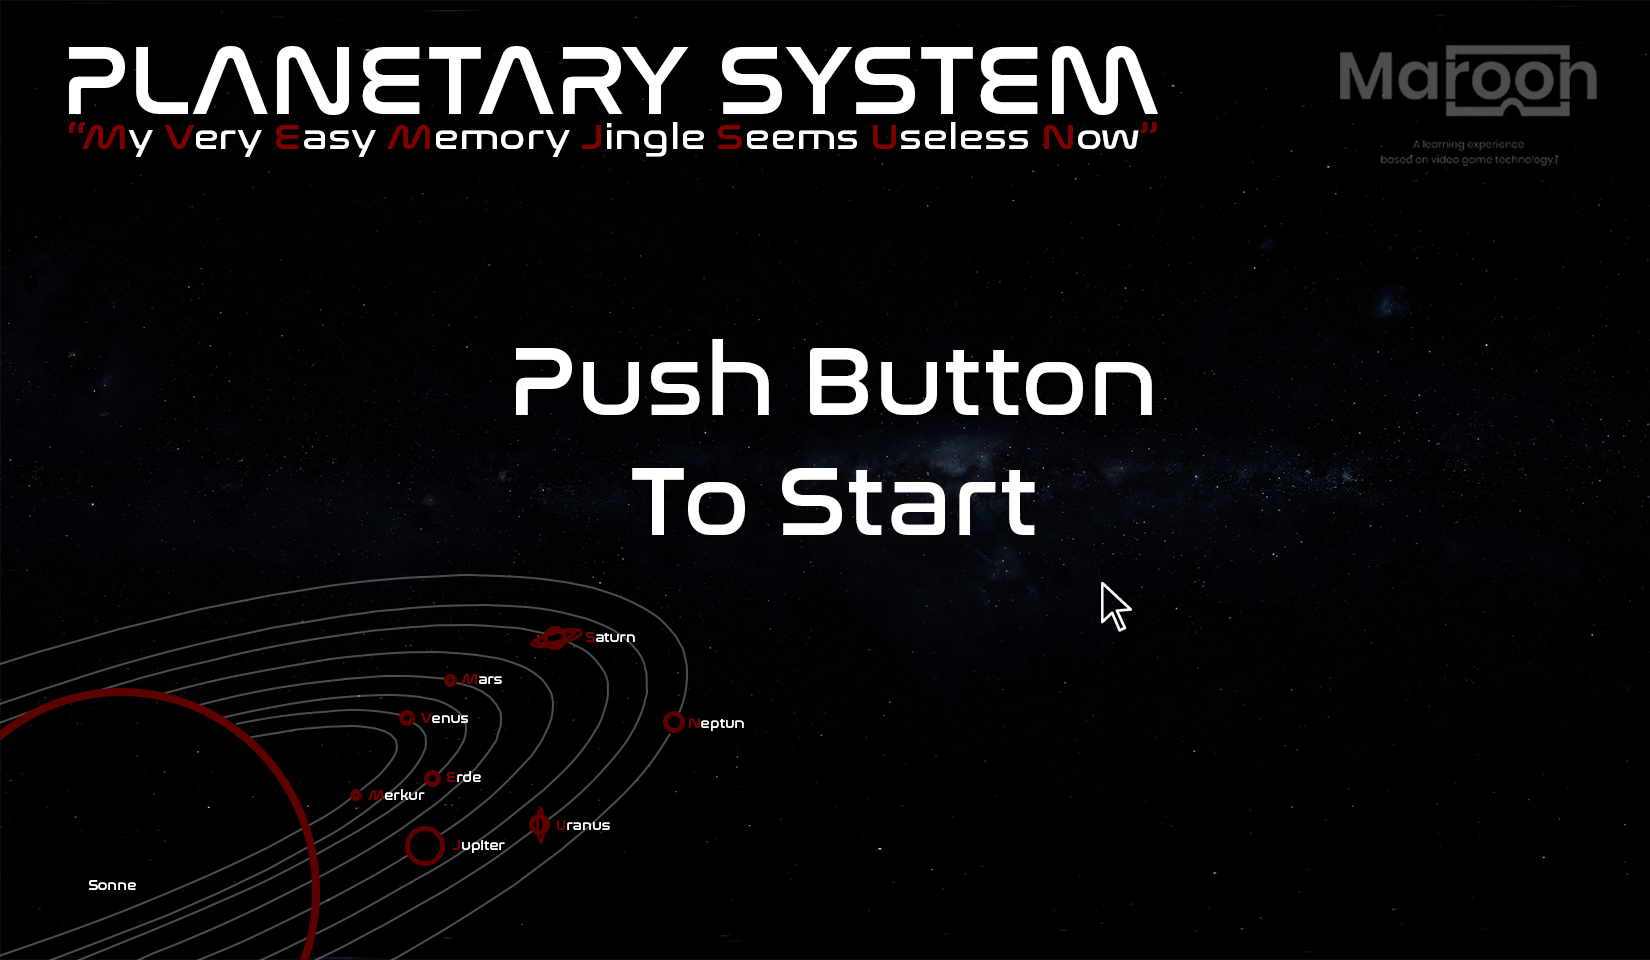 PLANETARY SYSTEM
“My Very Easy Memory Jingle Seems Useless Now”
Maroon
A learning experience
based on video game technology!
Push Button
To Start
Saturn
Mars
Venus
Neptun
Erde
Merkur
Uranus
Jupiter
Sonne